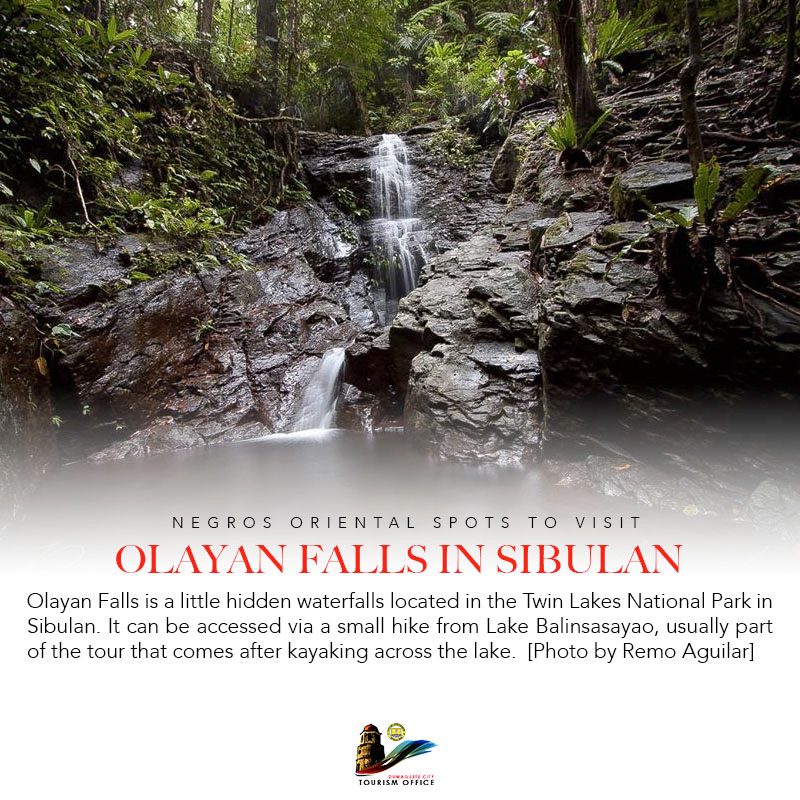 NEGROS ORIENTAL SPOTS TO VISIT
OLAYAN FALLS IN SIBULAN
Olayan Falls is a little hidden waterfalls located in the Twin Lakes National Park in
Sibulan. It can be accessed via a small hike from Lake Balinsasayao, usually part
of the tour that comes after kayaking across the lake. [Photo by Remo Aguilar]
DUMAGUETE CITY
TOURISM OFFICE